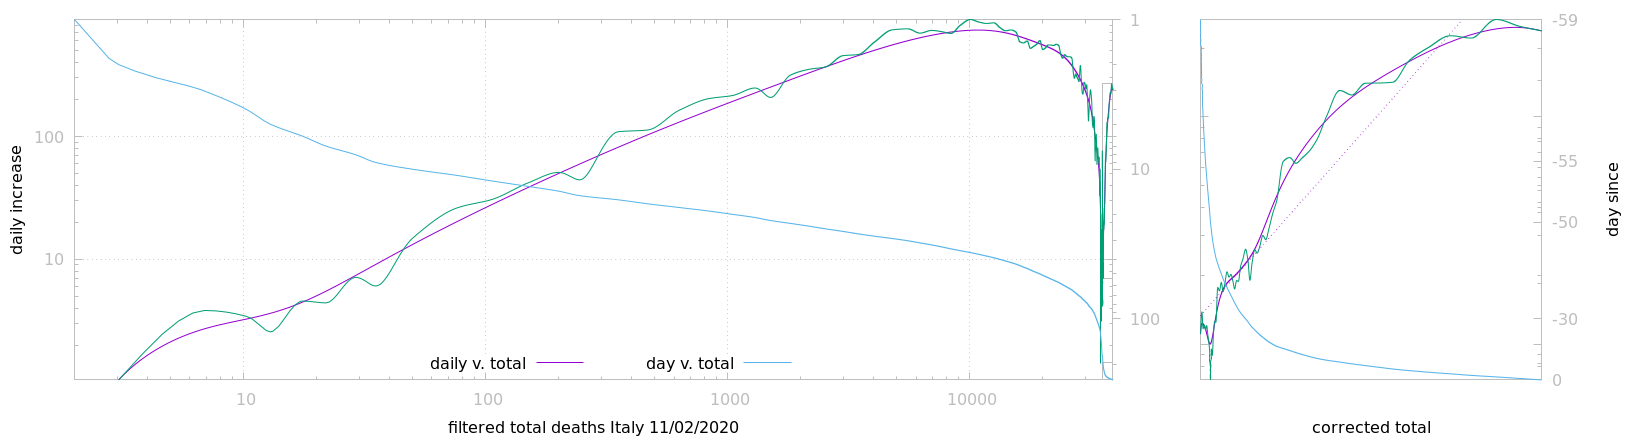 1
-59
100
10
-55
-50
10
100
-30
0
daily increase
day since
daily v. total
day v. total
10
100
1000
10000
filtered total deaths Italy 11/02/2020
corrected total